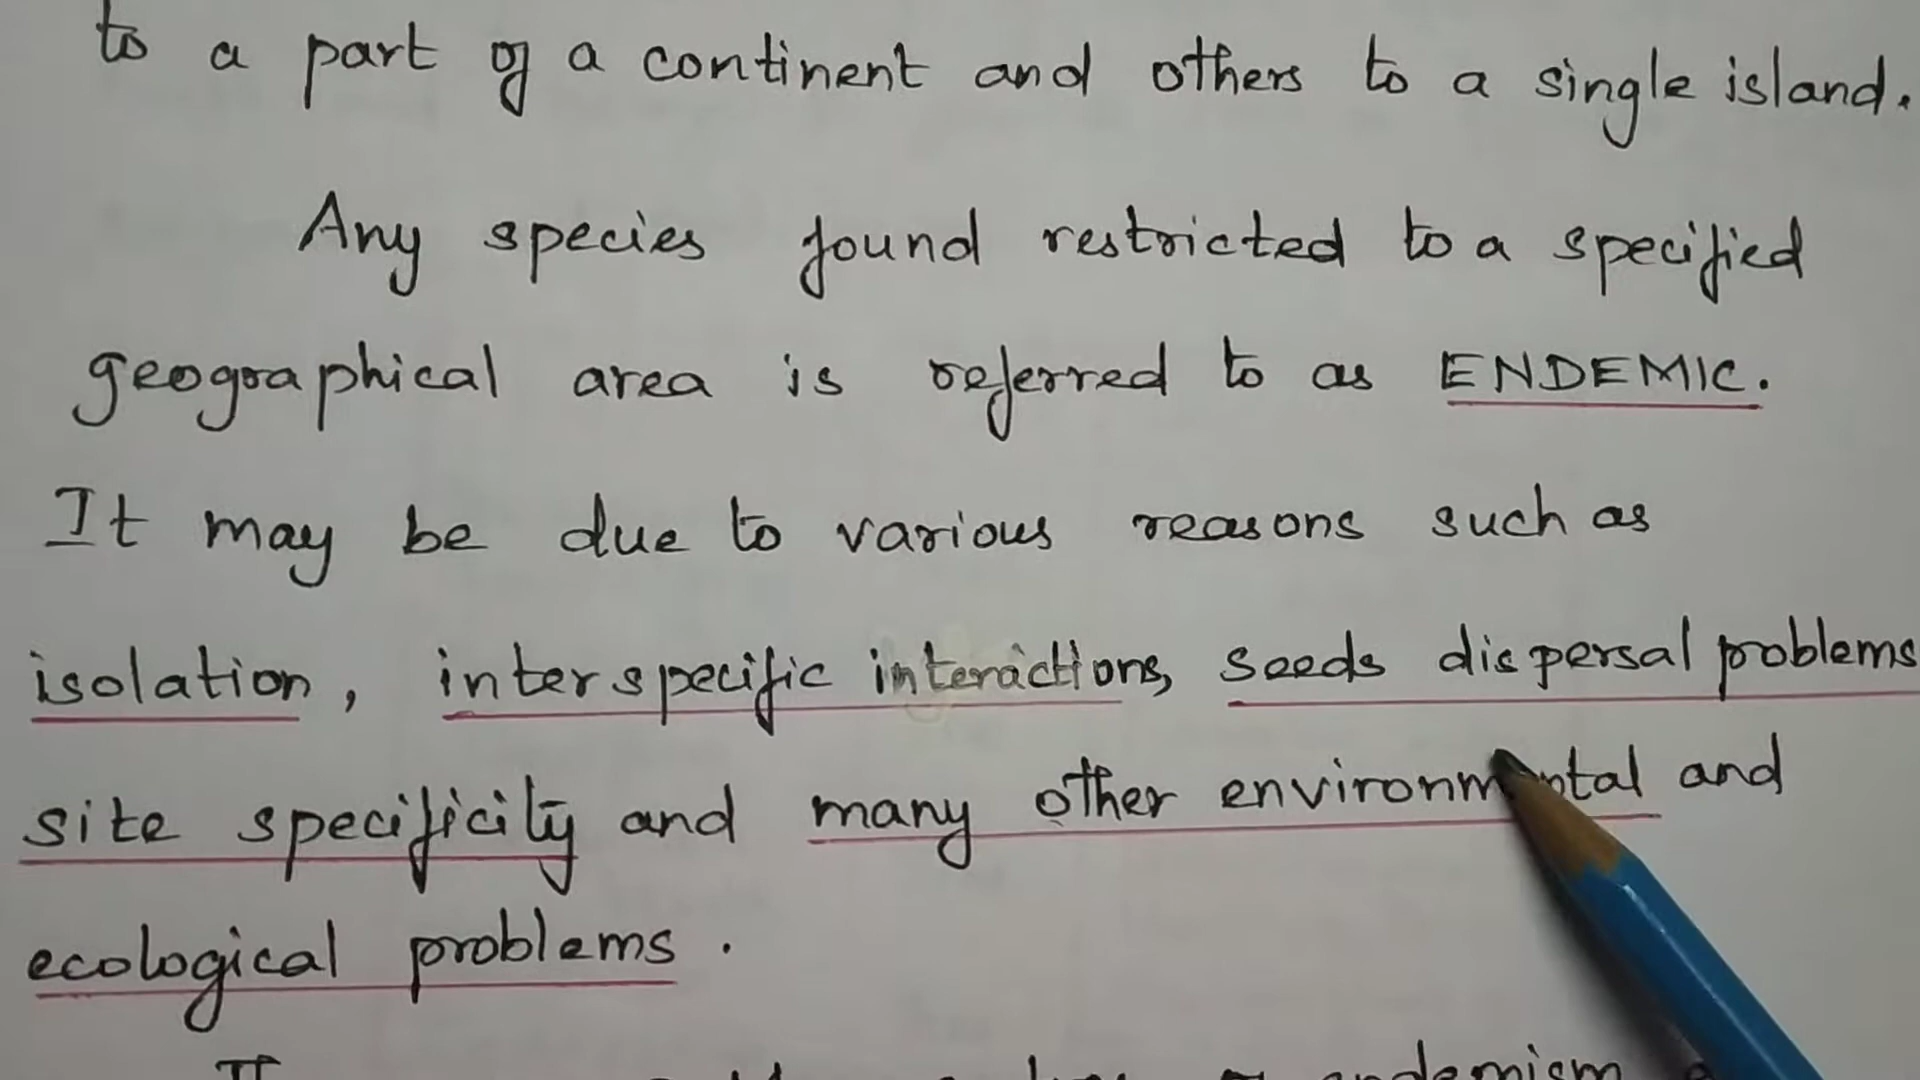 to a part of a continent and others to a single island.
Any species found restricted to a specified
geographical area is referred to as ENDEMIC.
It may be due to various reasons such as
isolation, interspecific interactions, seeds dispersal problems
site specificity and many other environmental and
ecological problems.
endemism